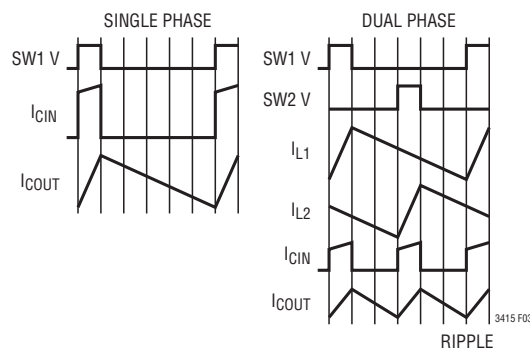 SINGLE PHASE
SW1 V
ICIN
ICOUT
DUAL PHASE
SW1 V
SW2 V
IL1
IL2
ICIN
ICOUT
3415 F03
RIPPLE